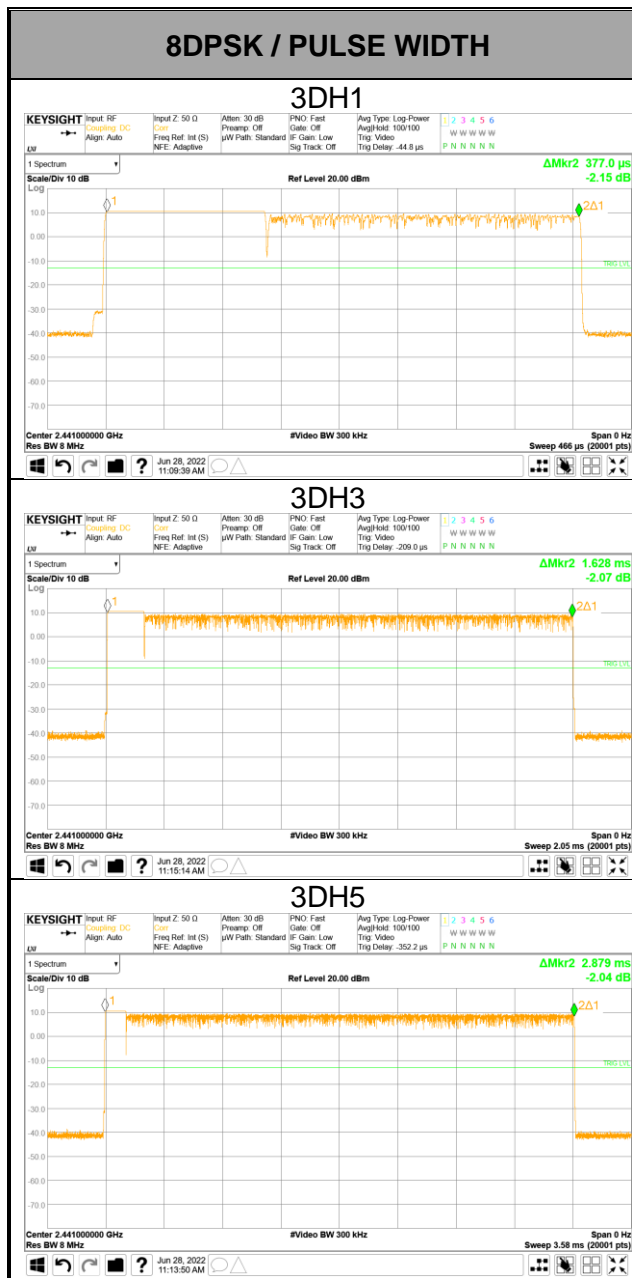 8DPSK / PULSE WIDTH
3DH1
KEYSIGHT Input: RF Input Z: 50 Ω Atten: 30 dB PNO: Fast Avg Type: Log-Power 1 2 3 4 5 6
Coupling: DC Corr Preamp: Off Gate: Off Avg|Hold: 100/100 W W W W W
Align: Auto Freq Ref: Int (S) µW Path: Standard IF Gain: Low Trig: Video P N N N N N
LXI NFE: Adaptive Sig Track: Off Trig Delay: -44.8 µs
1 Spectrum ΔMkr2 377.0 µs
Scale/Div 10 dB Ref Level 20.00 dBm -2.15 dB
Log
1 2Δ1
10.0
0.00
-10.0 TRIG LVL
-20.0
-30.0
-40.0
-50.0
-60.0
-70.0
Center 2.441000000 GHz #Video BW 300 kHz Span 0 Hz
Res BW 8 MHz Sweep 466 µs (20001 pts)
? Jun 28, 2022
11:09:39 AM
3DH3
KEYSIGHT Input: RF Input Z: 50 Ω Atten: 30 dB PNO: Fast Avg Type: Log-Power 1 2 3 4 5 6
Coupling: DC Corr Preamp: Off Gate: Off Avg|Hold: 100/100 W W W W W
Align: Auto Freq Ref: Int (S) µW Path: Standard IF Gain: Low Trig: Video P N N N N N
LXI NFE: Adaptive Sig Track: Off Trig Delay: -209.0 µs
1 Spectrum ΔMkr2 1.628 ms
Scale/Div 10 dB Ref Level 20.00 dBm -2.07 dB
Log
1 2Δ1
10.0
0.00
-10.0 TRIG LVL
-20.0
-30.0
-40.0
-50.0
-60.0
-70.0
Center 2.441000000 GHz #Video BW 300 kHz Span 0 Hz
Res BW 8 MHz Sweep 2.05 ms (20001 pts)
? Jun 28, 2022
11:15:14 AM
3DH5
KEYSIGHT Input: RF Input Z: 50 Ω Atten: 30 dB PNO: Fast Avg Type: Log-Power 1 2 3 4 5 6
Coupling: DC Corr Preamp: Off Gate: Off Avg|Hold: 100/100 W W W W W
Align: Auto Freq Ref: Int (S) µW Path: Standard IF Gain: Low Trig: Video P N N N N N
LXI NFE: Adaptive Sig Track: Off Trig Delay: -352.2 µs
1 Spectrum ΔMkr2 2.879 ms
Scale/Div 10 dB Ref Level 20.00 dBm -2.04 dB
Log
1 2Δ1
10.0
0.00
-10.0 TRIG LVL
-20.0
-30.0
-40.0
-50.0
-60.0
-70.0
Center 2.441000000 GHz #Video BW 300 kHz Span 0 Hz
Res BW 8 MHz Sweep 3.58 ms (20001 pts)
? Jun 28, 2022
11:13:50 AM